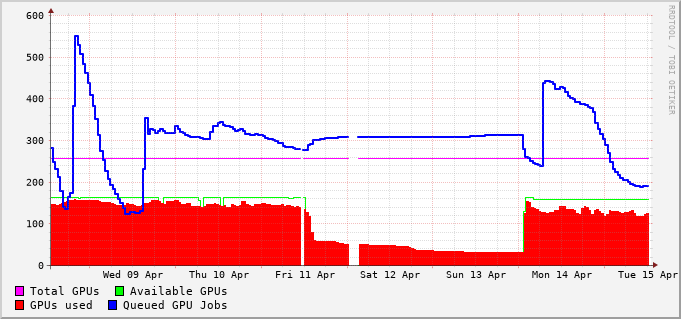 RRDTOOL / TOBI OETIKER
600
500
400
300
200
100
0
Wed 09 Apr Thu 10 Apr Fri 11 Apr Sat 12 Apr Sun 13 Apr Mon 14 Apr Tue 15 Apr
Total GPUs Available GPUs
GPUs used Queued GPU Jobs